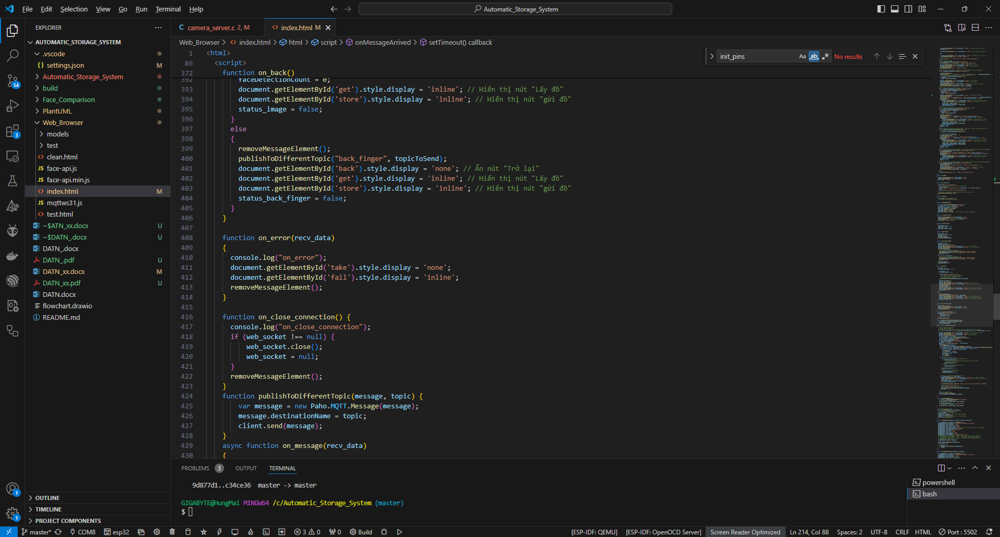 File Edit Selection View Go Run Terminal Help
Automatic_Storage_System
EXPLORER
AUTOMATIC_STORAGE_SYSTEM
.vscode
settings.json M
Automatic_Storage_System
build
Face_Comparison
PlantUML
Web_Browser
models
test
clean.html
JS face-api.js
JS face-api.min.js
index.html M
JS mqttws31.js
test.html
~$ATN_xx.docx U
~$DATN_.docx U
DATN_.docx
DATN_.pdf U
DATN_xx.docx M
DATN_xx.pdf U
DATN.docx
flowchart.drawio
README.md
OUTLINE
TIMELINE
PROJECT COMPONENTS
54
3
1
1
C camera_server.c 2, M
index.html M
Web_Browser > index.html > html > script > onMessageArrived > setTimeout() callback
init_pins Aa ab No results
1 <html>
86 <script>
372 function on_back()
392 faceDetectionCount = 0;
393 document.getElementById('get').style.display = 'inline'; // Hiển thị nút "Lấy đồ"
394 document.getElementById('store').style.display = 'inline'; // Hiển thị nút "gửi đồ"
395 status_image = false;
396 }
397 else
398 {
399 removeMessageElement();
400 publishToDifferentTopic("back_finger", topicToSend);
401 document.getElementById('back').style.display = 'none'; // Ẩn nút "Trở lại"
402 document.getElementById('get').style.display = 'inline'; // Hiển thị nút "Lấy đồ"
403 document.getElementById('store').style.display = 'inline'; // Hiển thị nút "gửi đồ"
404 status_back_finger = false;
405 }
406 }
407
408 function on_error(recv_data)
409 {
410 console.log("on_error");
411 document.getElementById('take').style.display = 'none';
412 document.getElementById('fail').style.display = 'inline';
413 removeMessageElement();
414 }
415
416 function on_close_connection() {
417 console.log("on_close_connection");
418 if (web_socket !== null) {
419 web_socket.close();
420 web_socket = null;
421 }
422 removeMessageElement();
423 }
424 function publishToDifferentTopic(message, topic) {
425 var message = new Paho.MQTT.Message(message);
426 message.destinationName = topic;
427 client.send(message);
428 }
429 async function on_message(recv_data)
430 {
PROBLEMS 3 OUTPUT TERMINAL
9d877d1..c34ce36 master -> master
GIGABYTE@HungMai MINGW64 /c/Automatic_Storage_System (master)
$
powershell
bash
master* COM8 esp32 3 0 0 Build [ESP-IDF: QEMU] [ESP-IDF: OpenOCD Server] Screen Reader Optimized Ln 214, Col 88 Spaces: 2 UTF-8 CRLF HTML Port : 5502